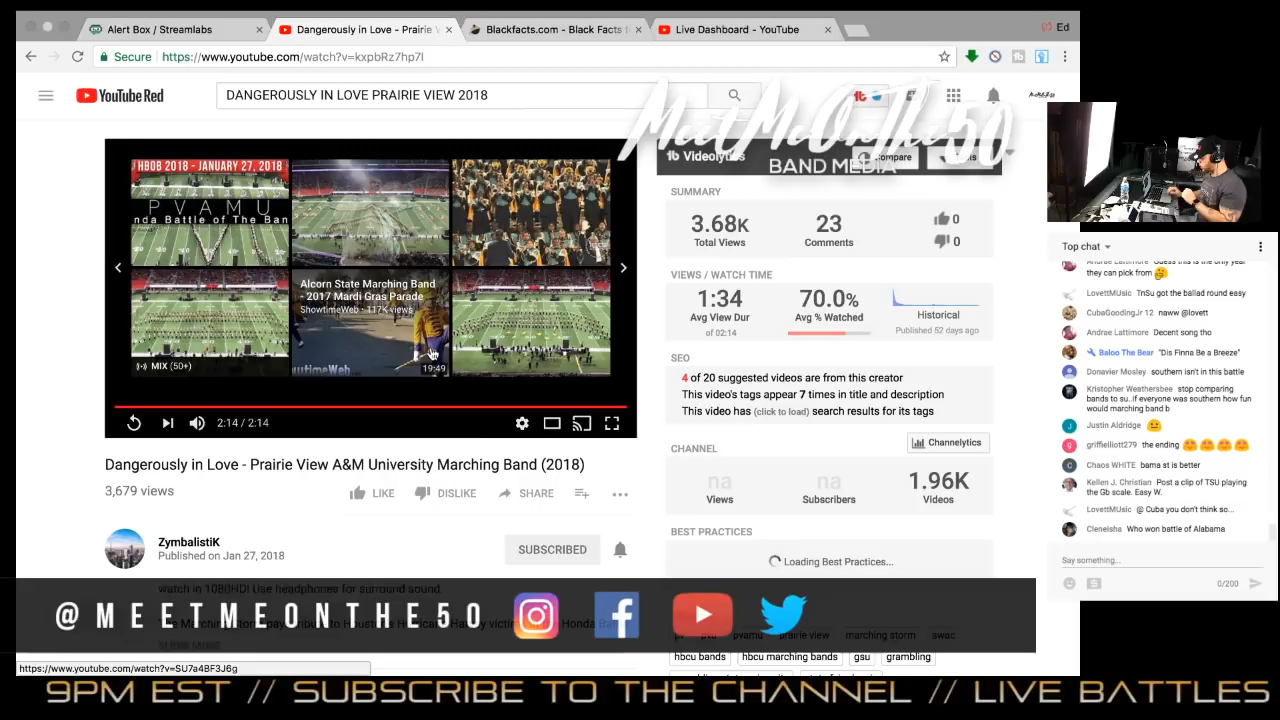 Alert Box / Streamlabs
Dangerously in Love - Prairie V
Blackfacts.com - Black Facts f
Live Dashboard - YouTube
Ed
Secure
https://www.youtube.com/watch?v=kxpbRz7hp7I
YouTube Red
DANGEROUSLY IN LOVE PRAIRIE VIEW 2018
MeetMeOnThe50
BAND MEDIA
HBOB 2018 - JANUARY 27, 2018
PVAMU
nda Battle of The Ban
Alcorn State Marching Band
- 2017 Mardi Gras Parade
ShowtimeWeb • 117K views
MIX (50+)
wtimeWeb
19:49
2:14 / 2:14
Dangerously in Love - Prairie View A&M University Marching Band (2018)
3,679 views
LIKE
DISLIKE
SHARE
ZymbalistiK
Published on Jan 27, 2018
SUBSCRIBED
watch in 1080HD! Use headphones for surround sound.
Videolytics
Compare
SUMMARY
3.68K
23
0
Total Views
Comments
0
VIEWS / WATCH TIME
1:34
70.0%
Avg View Dur
Avg % Watched
Historical
of 02:14
Published 52 days ago
SEO
4 of 20 suggested videos are from this creator
This video's tags appear 7 times in title and description
This video has (click to load) search results for its tags
CHANNEL
Channelytics
na
na
1.96K
Views
Subscribers
Videos
BEST PRACTICES
Loading Best Practices...
pv
pvamu
prairie view
marching storm
swac
hbcu bands
hbcu marching bands
gsu
grambling
Top chat
Andrae Lattimore Guess this is the only year
they can pick from
LovettMUsic TnSu got the ballad round easy
CubaGoodingJr 12 naww @lovett
Andrae Lattimore Decent song tho
Baloo The Bear "Dis Finna Be a Breeze"
Donavier Mosley southern isn't in this battle
Kristopher Weathersbee stop comparing
bands to su..if everyone was southern how fun
would marching band b
Justin Aldridge
griffielliott279 the ending
Chaos WHITE bama st is better
Kellen J. Christian Post a clip of TSU playing
the Gb scale. Easy W.
LovettMUsic @ Cuba you don't think so...
Cleneisha Who won battle of Alabama
Say something...
0/200
@MEETMEONTHE50
https://www.youtube.com/watch?v=SU7a4BF3J6g
9PM EST // SUBSCRIBE TO THE CHANNEL // LIVE BATTLES